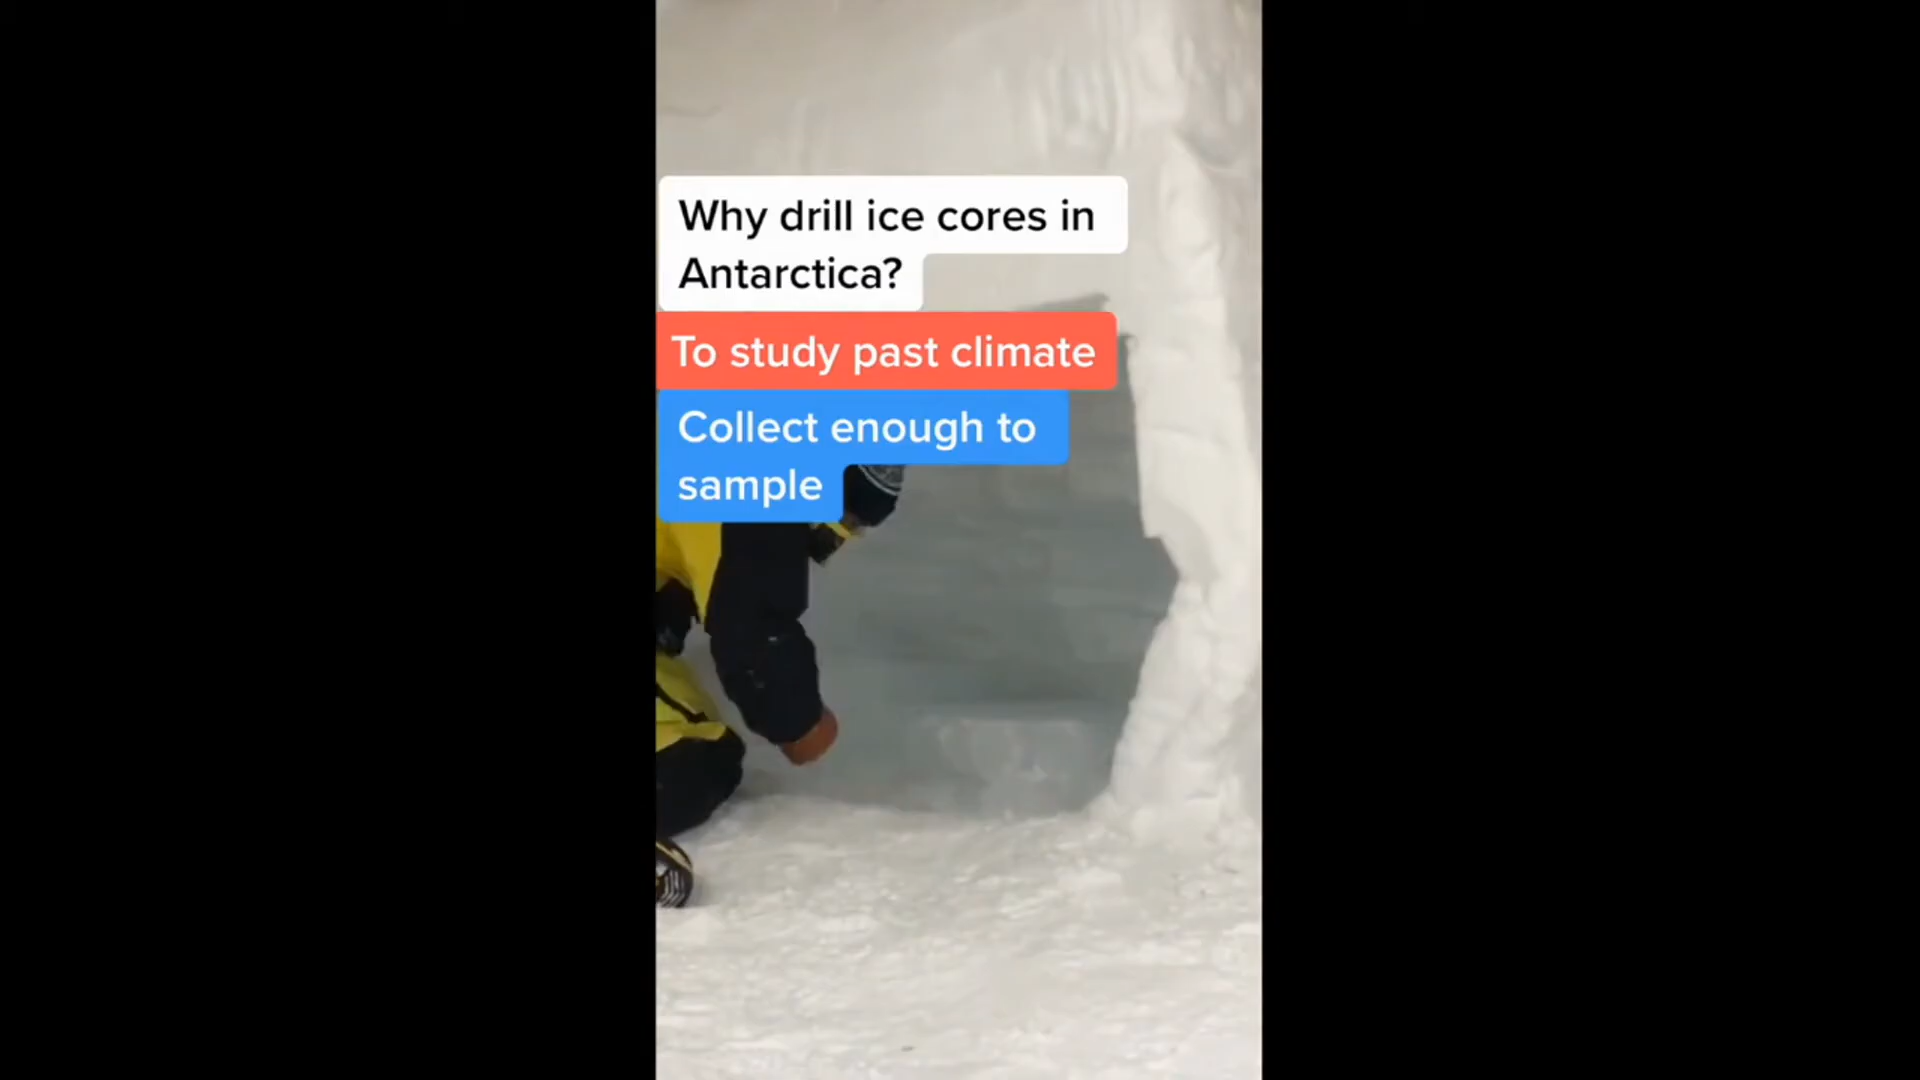 Why drill ice cores in
Antarctica?
To study past climate
Collect enough to
sample